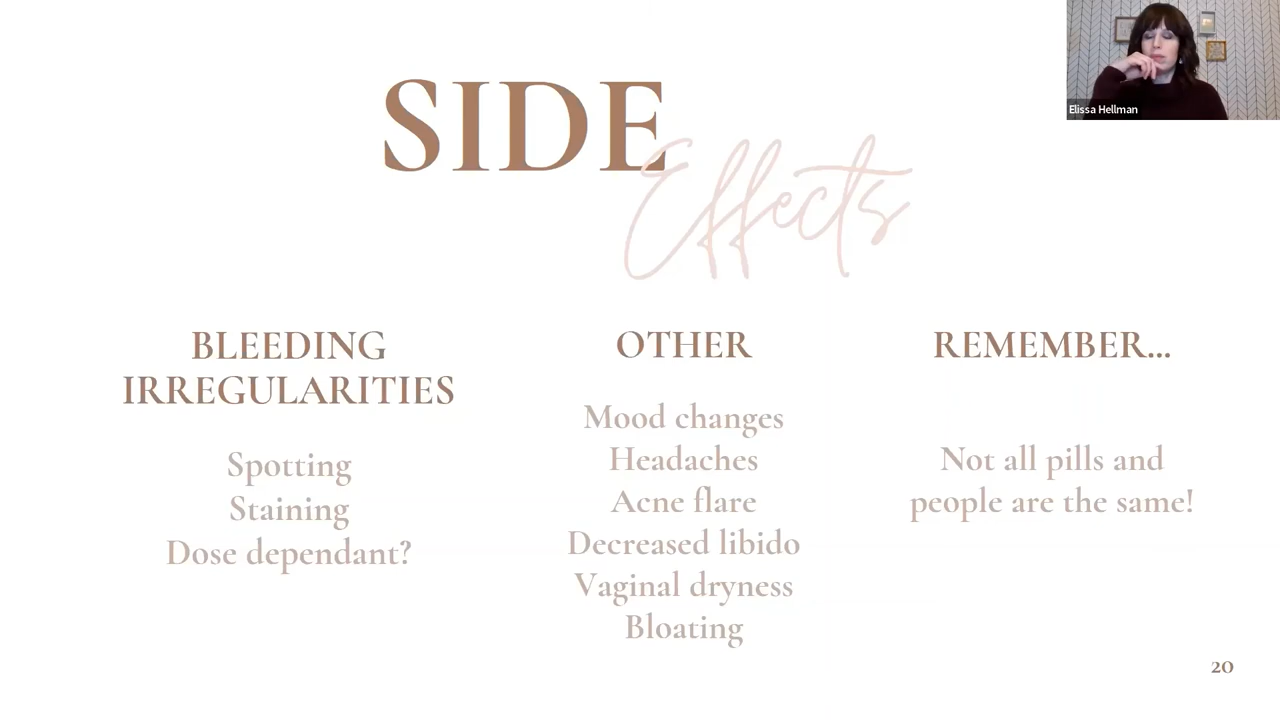 Elissa Hellman
SIDE
Effects
BLEEDING
IRREGULARITIES
Spotting
Staining
Dose dependant?
OTHER
Mood changes
Headaches
Acne flare
Decreased libido
Vaginal dryness
Bloating
REMEMBER...
Not all pills and
people are the same!
20